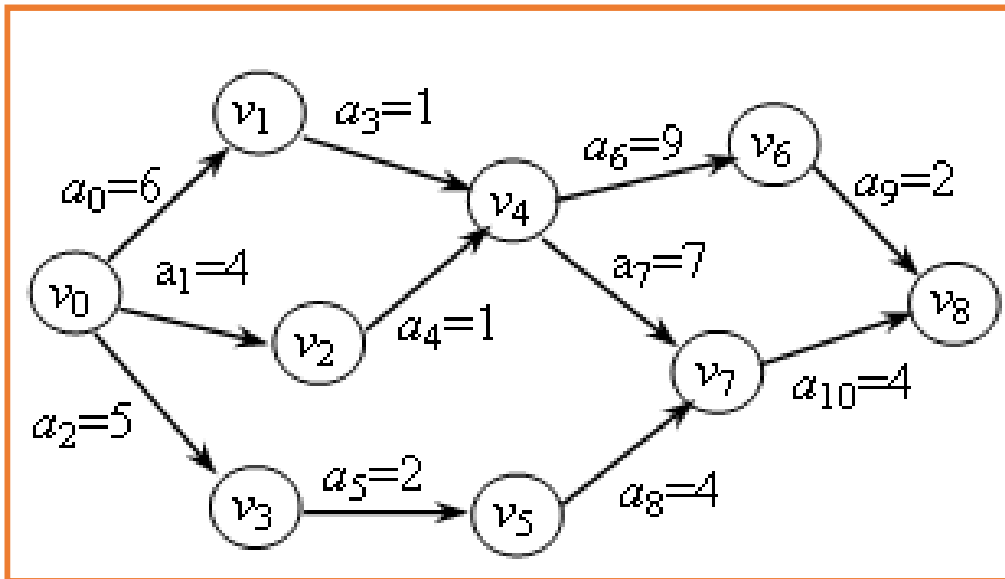 v₁
a₃=1
a₆=9
v₆
a₀=6
v₄
a₉=2
a₁=4
a₇=7
v₀
v₈
v₂
a₄=1
v₇
a₁₀=4
a₂=5
a₅=2
a₈=4
v₃
v₅